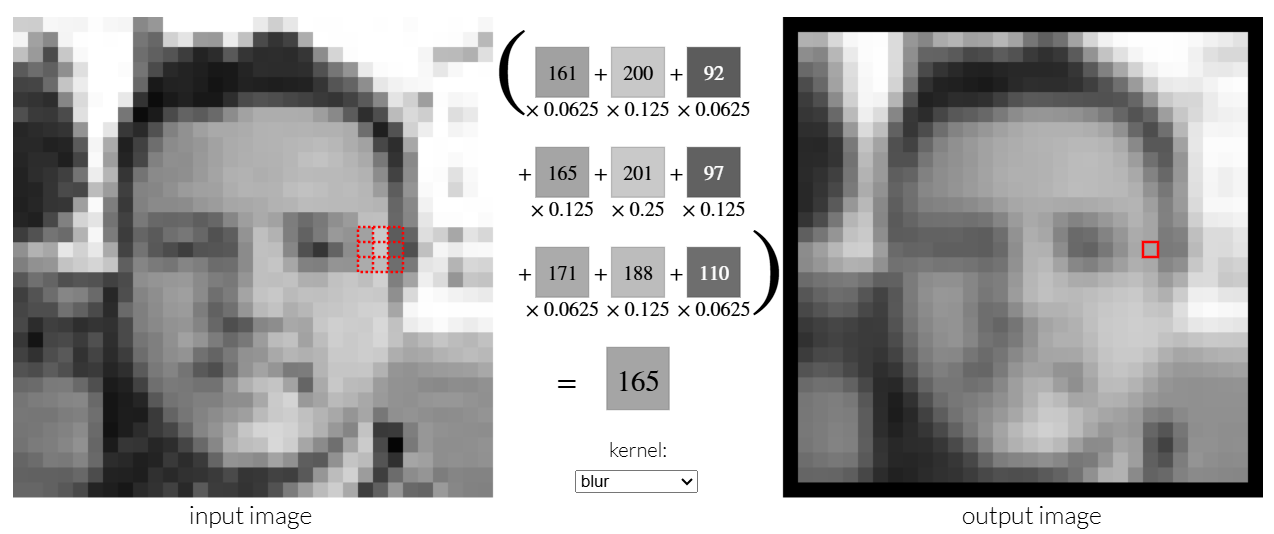 ( 161 + 200 + 92
× 0.0625 × 0.125 × 0.0625
+ 165 + 201 + 97
× 0.125 × 0.25 × 0.125
+ 171 + 188 + 110 )
× 0.0625 × 0.125 × 0.0625
= 165
kernel:
blur
input image
output image